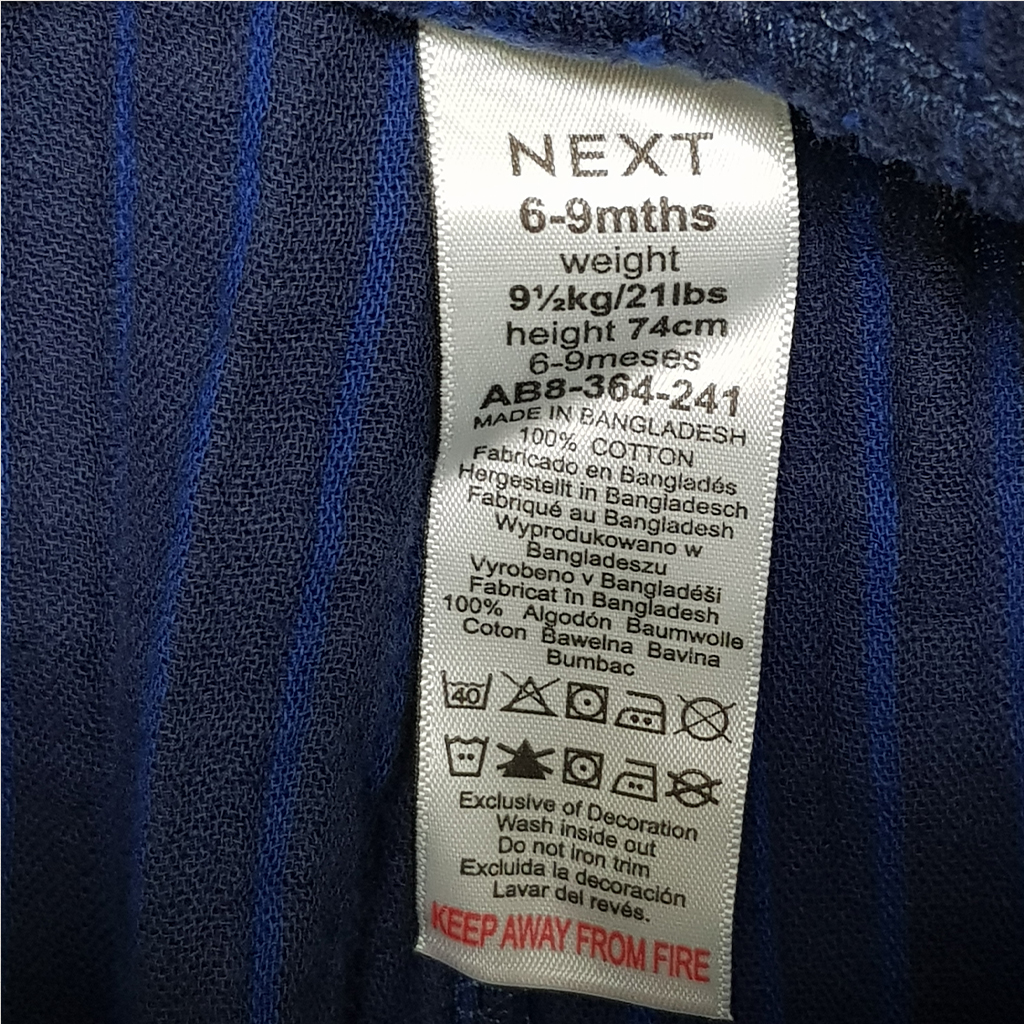 NEXT
6-9mths
weight
9½kg/21lbs
height 74cm
6-9meses
AB8-364-241
MADE IN BANGLADESH
100% COTTON
Fabricado en Bangladés
Hergestellt in Bangladesch
Fabriqué au Bangladesh
Wyprodukowano w
Bangladeszu
Vyrobeno v Bangladéši
Fabricat în Bangladesh
100% Algodón Baumwolle
Coton Bawełna Bavlna
Bumbac
40
Exclusive of Decoration
Wash inside out
Do not iron trim
Excluida la decoración
Lavar del revés.
KEEP AWAY FROM FIRE